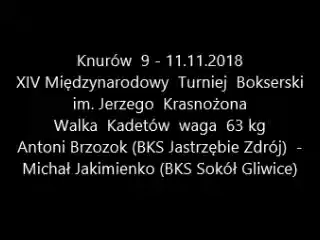 Knurów 9 - 11.11.2018
XIV Międzynarodowy Turniej Bokserski
im. Jerzego Krasnożona
Walka Kadetów waga 63 kg
Antoni Brzozok (BKS Jastrzębie Zdrój) -
Michał Jakimienko (BKS Sokół Gliwice)